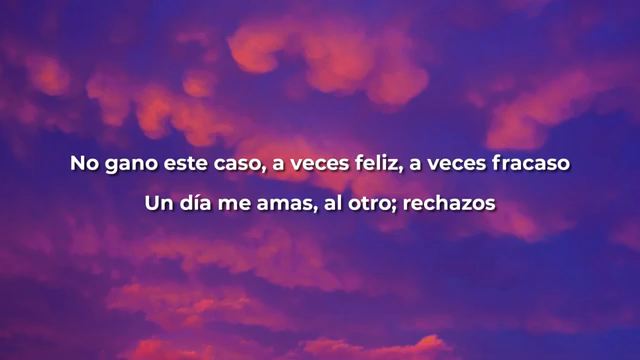 No gano este caso, a veces feliz, a veces fracaso
Un día me amas, al otro; rechazos